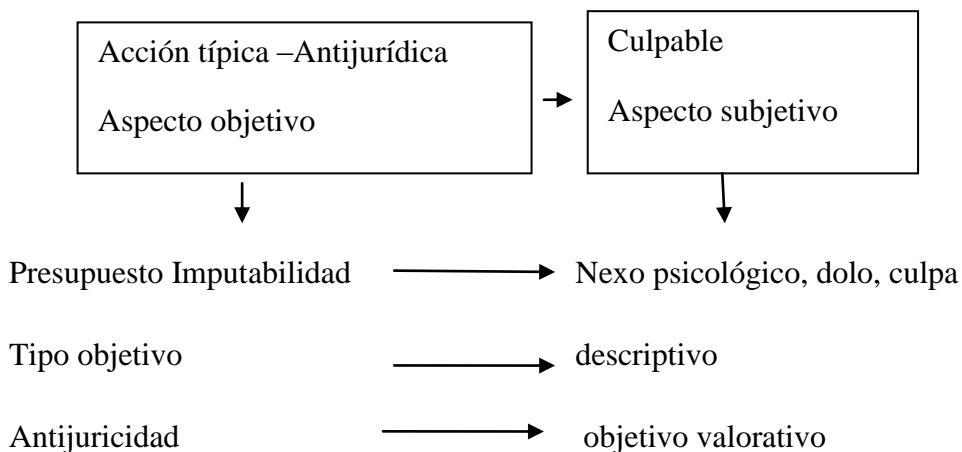 Acción típica –Antijurídica
Aspecto objetivo
Culpable
Aspecto subjetivo
Presupuesto Imputabilidad
Nexo psicológico, dolo, culpa
Tipo objetivo
descriptivo
Antijuricidad
objetivo valorativo